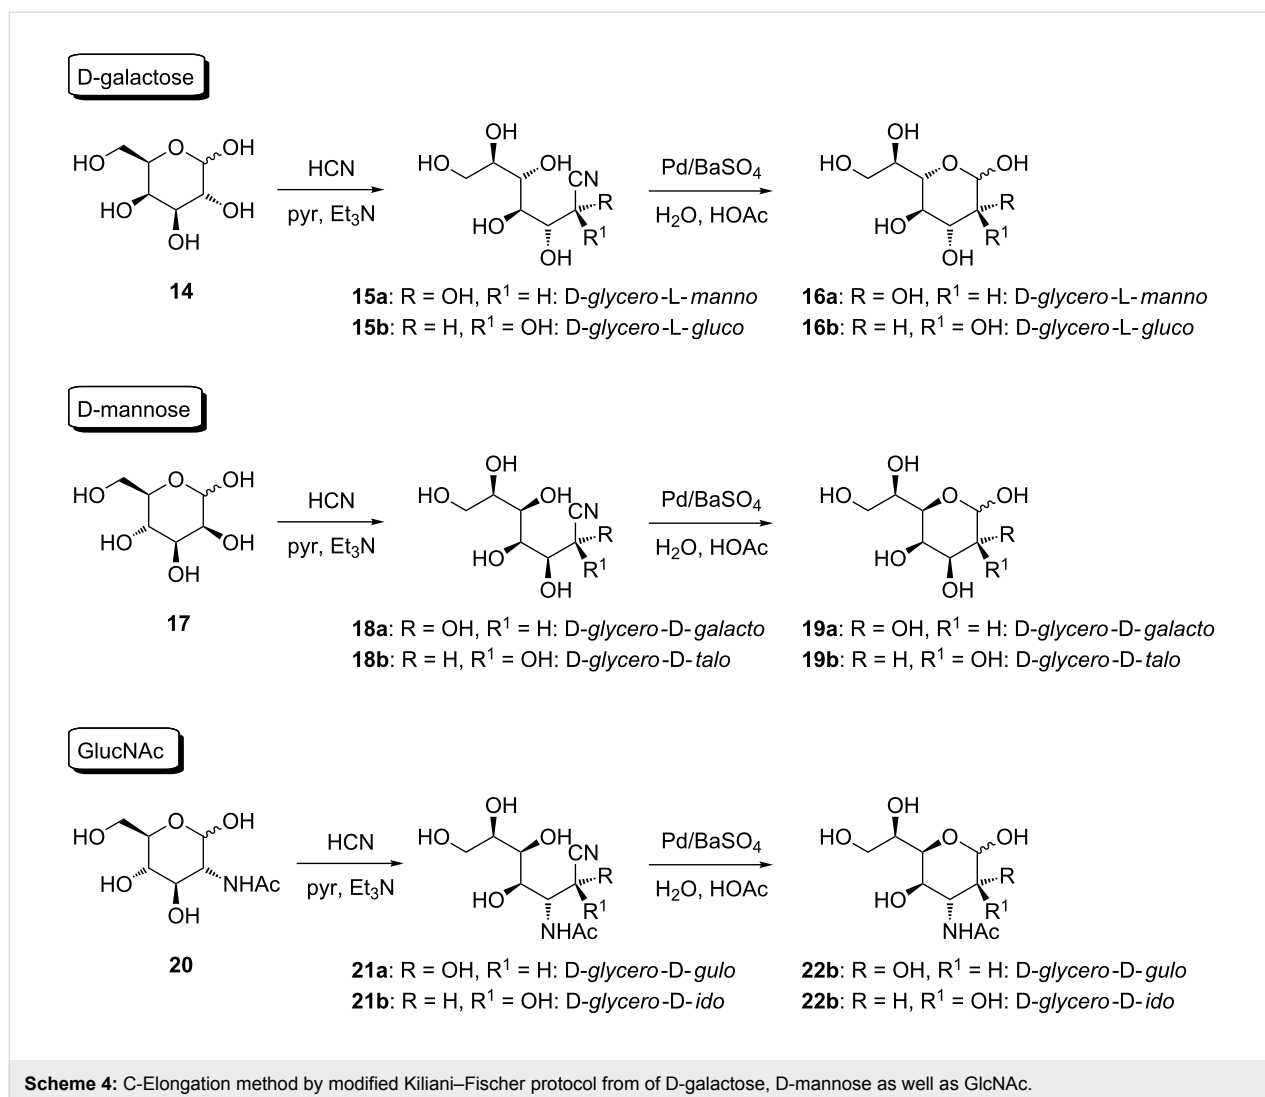 D-galactose
HO
O
OH
HO
OH
OH
14
HCN
pyr, Et₃N
OH
HO
OH
CN
R
HO
R¹
OH
15a: R = OH, R¹ = H: D-glycero-L-manno
15b: R = H, R¹ = OH: D-glycero-L-gluco
Pd/BaSO₄
H₂O, HOAc
OH
HO
O
OH
R
HO
R¹
OH
16a: R = OH, R¹ = H: D-glycero-L-manno
16b: R = H, R¹ = OH: D-glycero-L-gluco
D-mannose
HO
O
OH
HO
OH
OH
17
HCN
pyr, Et₃N
OH
HO
OH
CN
R
HO
R¹
OH
18a: R = OH, R¹ = H: D-glycero-D-galacto
18b: R = H, R¹ = OH: D-glycero-D-talo
Pd/BaSO₄
H₂O, HOAc
OH
HO
O
OH
R
HO
R¹
OH
19a: R = OH, R¹ = H: D-glycero-D-galacto
19b: R = H, R¹ = OH: D-glycero-D-talo
GlucNAc
HO
O
OH
HO
NHAc
OH
20
HCN
pyr, Et₃N
OH
HO
OH
CN
R
HO
R¹
NHAc
21a: R = OH, R¹ = H: D-glycero-D-gulo
21b: R = H, R¹ = OH: D-glycero-D-ido
Pd/BaSO₄
H₂O, HOAc
OH
HO
O
OH
R
HO
R¹
NHAc
22b: R = OH, R¹ = H: D-glycero-D-gulo
22b: R = H, R¹ = OH: D-glycero-D-ido
Scheme 4: C-Elongation method by modified Kiliani–Fischer protocol from of D-galactose, D-mannose as well as GlcNAc.